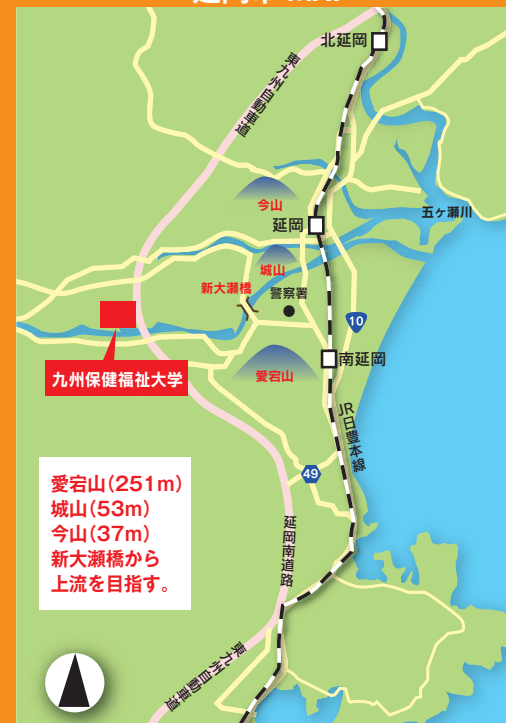 北延岡
東九州自動車道
今山
延岡
五ヶ瀬川
城山
新大瀬橋
警察署
10
南延岡
九州保健福祉大学
愛宕山
JR日豊本線
49
愛宕山(251m)
城山(53m)
今山(37m)
新大瀬橋から
上流を目指す。
延岡南道路
東九州自動車道